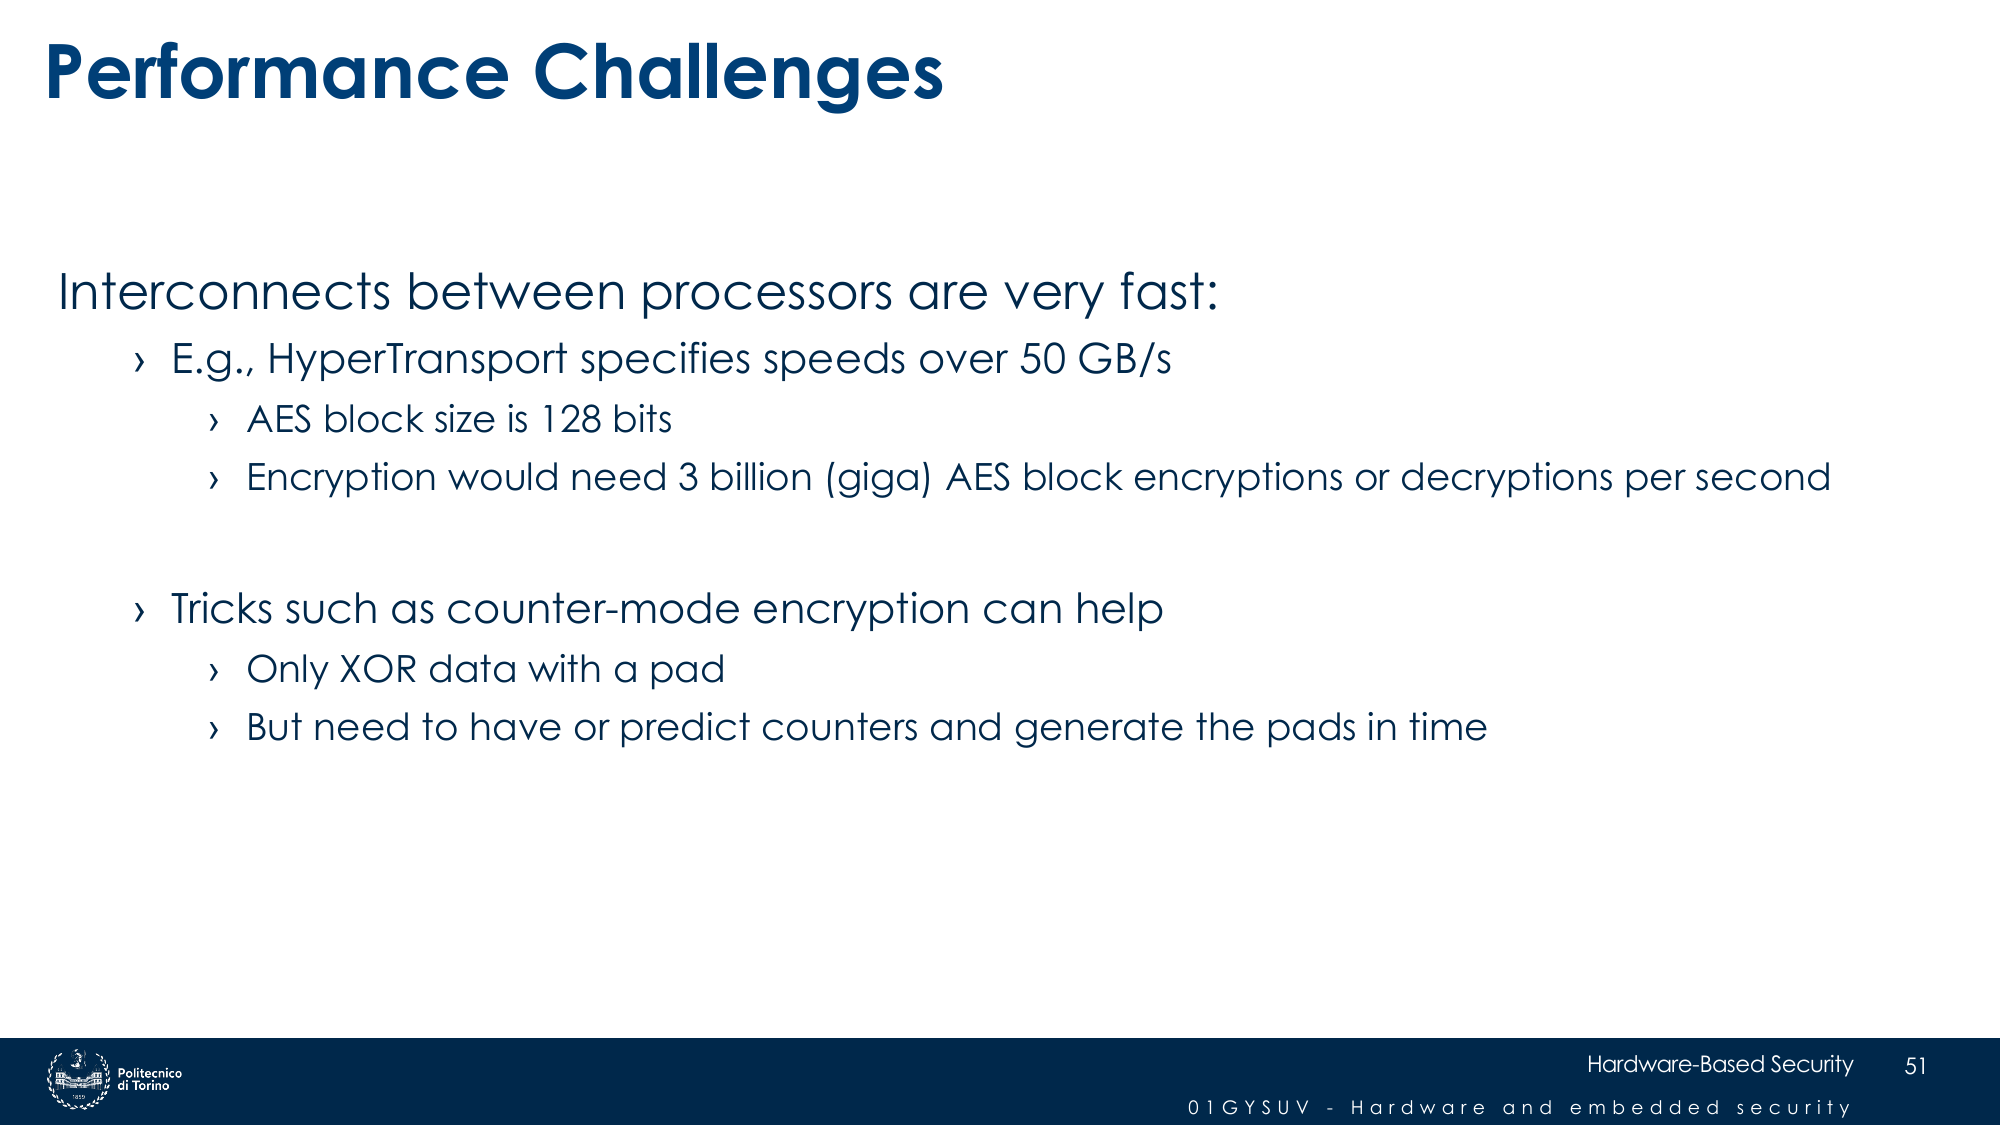 Performance Challenges
Interconnects between processors are very fast:
› E.g., HyperTransport specifies speeds over 50 GB/s
› AES block size is 128 bits
› Encryption would need 3 billion (giga) AES block encryptions or decryptions per second
› Tricks such as counter-mode encryption can help
› Only XOR data with a pad
› But need to have or predict counters and generate the pads in time
1859
Politecnico
di Torino
Hardware-Based Security
51
01GYSUV - Hardware and embedded security